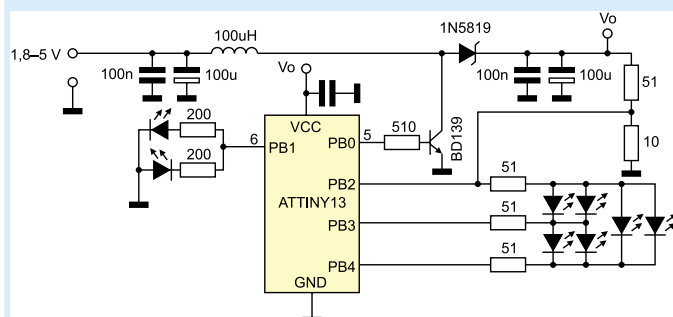 Vo
1N5819
100uH
1,8–5 V
Vo
100n
100u
100n
100u
51
200
VCC
5
510
BD139
10
6
PB1
PB0
200
PB2
51
ATTINY13
51
PB3
51
PB4
GND